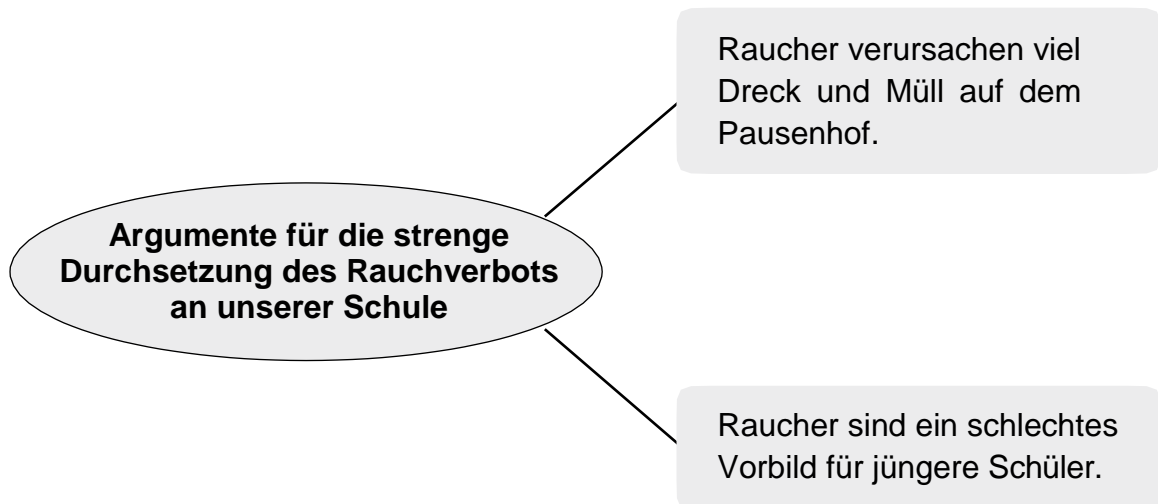 Raucher verursachen viel
Dreck und Müll auf dem
Pausenhof.
Argumente für die strenge
Durchsetzung des Rauchverbots
an unserer Schule
Raucher sind ein schlechtes
Vorbild für jüngere Schüler.